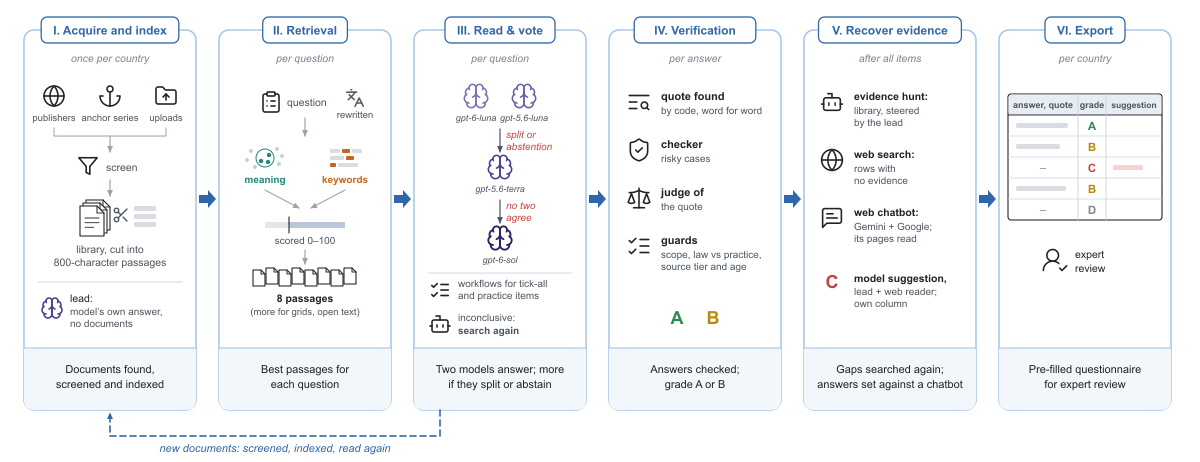 I. Acquire and index
once per country
publishers
anchor series
uploads
screen
library, cut into
800-character passages
lead:
model's own answer,
no documents
Documents found,
screened and indexed
II. Retrieval
per question
question
rewritten
meaning
keywords
scored 0–100
8 passages
(more for grids, open text)
Best passages for
each question
III. Read & vote
per question
gpt-6-luna
gpt-5.6-luna
split or
abstention
gpt-5.6-terra
no two
agree
gpt-6-sol
workflows for tick-all
and practice items
inconclusive:
search again
Two models answer; more
if they split or abstain
IV. Verification
per answer
quote found
by code, word for word
checker
risky cases
judge of
the quote
guards
scope, law vs practice,
source tier and age
A B
Answers checked;
grade A or B
V. Recover evidence
after all items
evidence hunt:
library, steered
by the lead
web search:
rows with
no evidence
web chatbot:
Gemini + Google;
its pages read
C
model suggestion,
lead + web reader;
own column
Gaps searched again;
answers set against a chatbot
VI. Export
per country
answer, quote grade suggestion
A
B
– C
B
– D
expert
review
Pre-filled questionnaire
for expert review
new documents: screened, indexed, read again